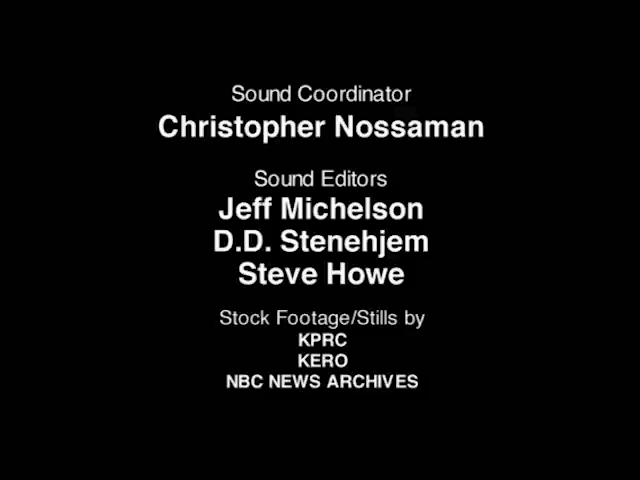 Sound Coordinator
Christopher Nossaman
Sound Editors
Jeff Michelson
D.D. Stenehjem
Steve Howe
Stock Footage/Stills by
KPRC
KERO
NBC NEWS ARCHIVES